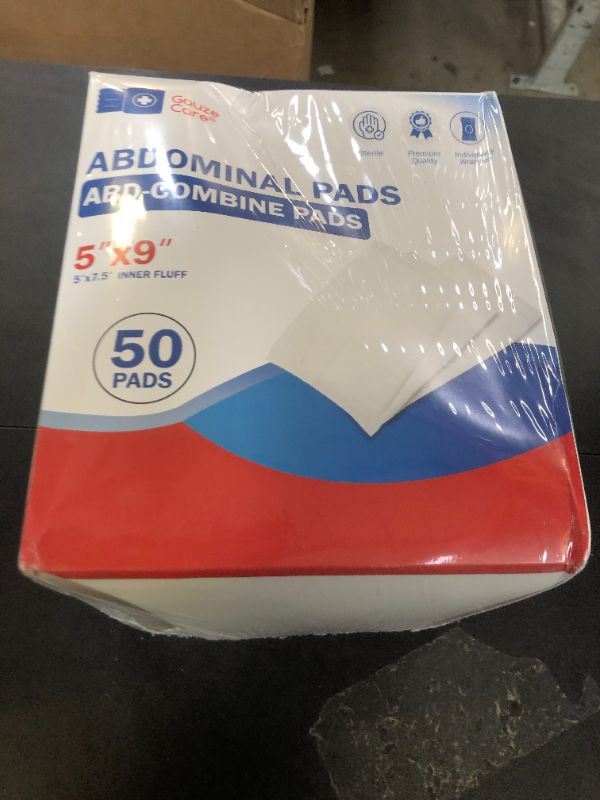 Gauze
Care®
Sterile
Premium
Quality
Individually
Wrapped
ABDOMINAL PADS
ABD-COMBINE PADS
5"x9"
5"x7.5" INNER FLUFF
50
PADS